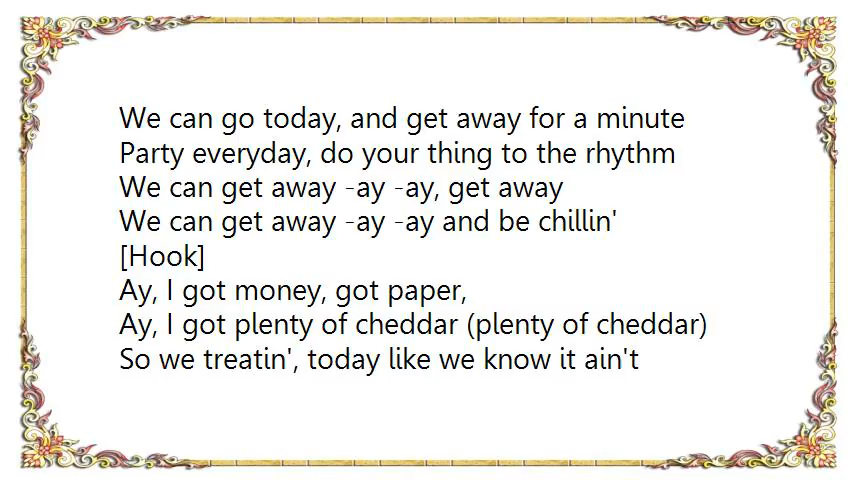 We can go today, and get away for a minute
Party everyday, do your thing to the rhythm
We can get away -ay -ay, get away
We can get away -ay -ay and be chillin'
[Hook]
Ay, I got money, got paper,
Ay, I got plenty of cheddar (plenty of cheddar)
So we treatin', today like we know it ain't